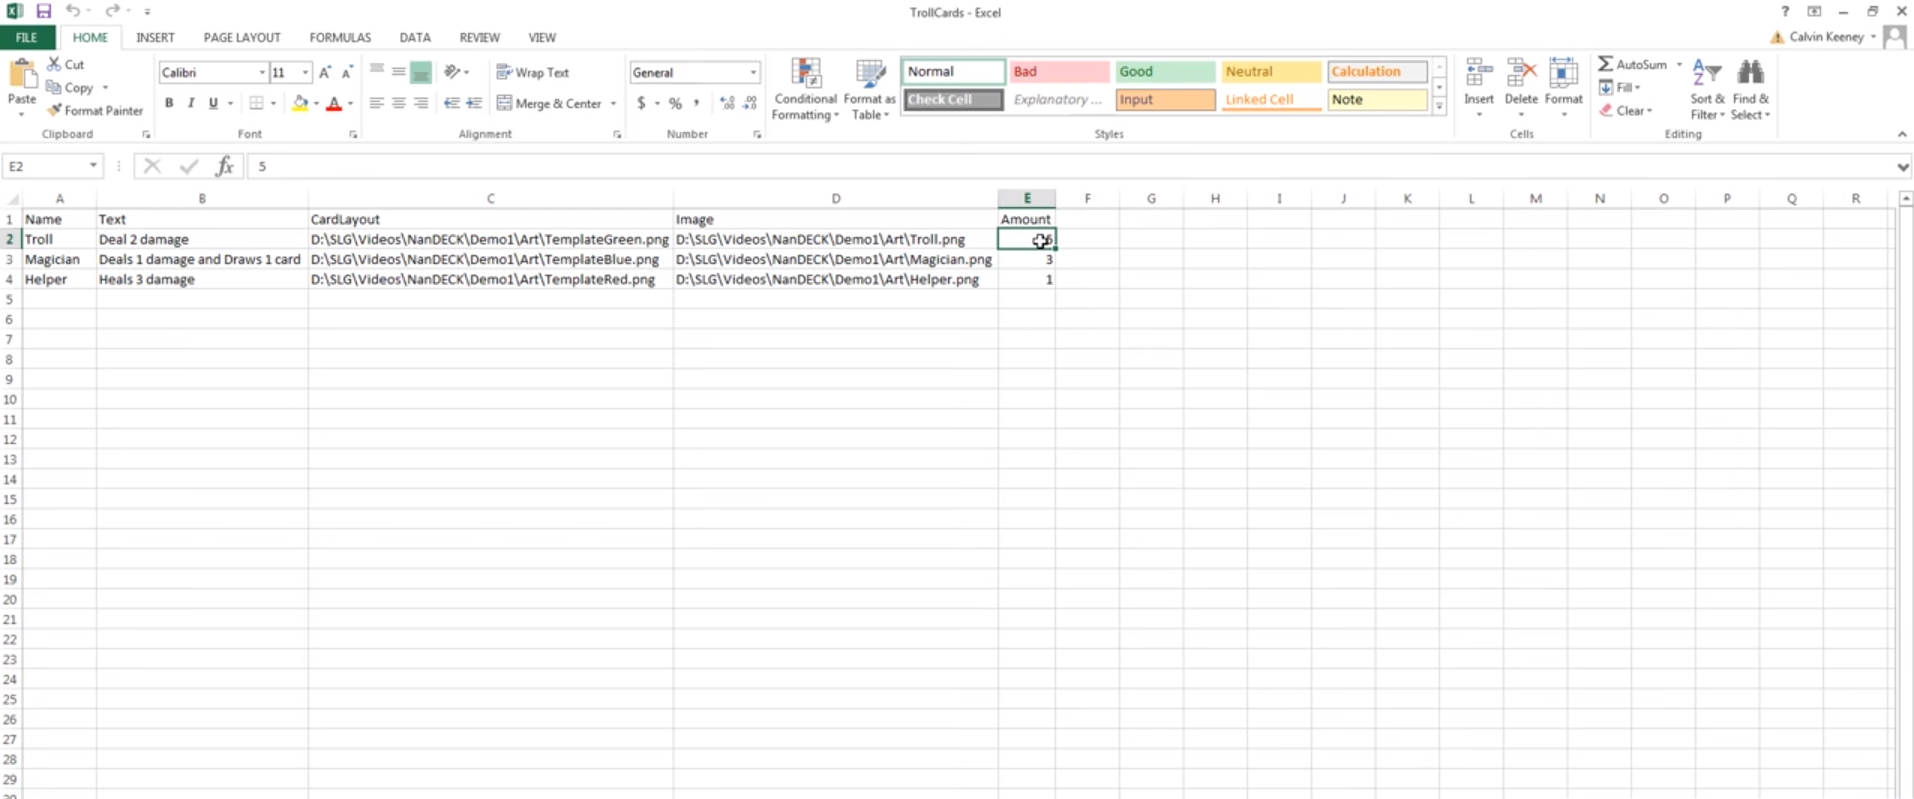 TrollCards - Excel
?
FILE HOME INSERT PAGE LAYOUT FORMULAS DATA REVIEW VIEW Calvin Keeney
Cut Calibri 11 A A Wrap Text General Normal Bad Good Neutral Calculation AutoSum
Copy Fill
Paste Format Painter B I U A Merge & Center $ % , Conditional Formatting Format as Table Check Cell Explanatory ... Input Linked Cell Note Insert Delete Format Clear Sort & Filter Find & Select
Clipboard Font Alignment Number Styles Cells Editing
E2 fx 5
A B C D E F G H I J K L M N O P Q R
1 Name Text CardLayout Image Amount
2 Troll Deal 2 damage D:\SLG\Videos\NanDECK\Demo1\Art\TemplateGreen.png D:\SLG\Videos\NanDECK\Demo1\Art\Troll.png 5
3 Magician Deals 1 damage and Draws 1 card D:\SLG\Videos\NanDECK\Demo1\Art\TemplateBlue.png D:\SLG\Videos\NanDECK\Demo1\Art\Magician.png 3
4 Helper Heals 3 damage D:\SLG\Videos\NanDECK\Demo1\Art\TemplateRed.png D:\SLG\Videos\NanDECK\Demo1\Art\Helper.png 1
5
6
7
8
9
10
11
12
13
14
15
16
17
18
19
20
21
22
23
24
25
26
27
28
29